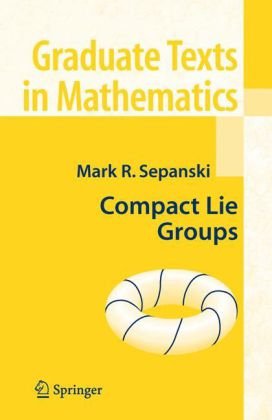 Graduate Texts
in Mathematics
Mark R. Sepanski
Compact Lie
Groups
Springer